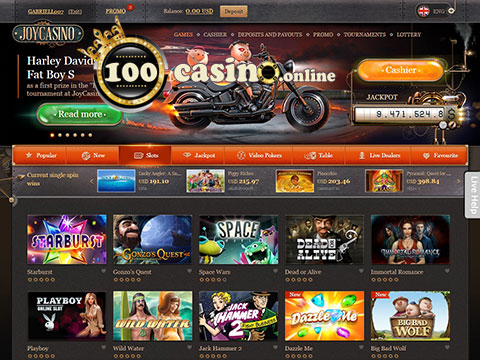 GABRIELL007 (Exit) PROMO Balance: 0.00 USD Deposit ENG
JOYCASINO
GAMES CASHIER DEPOSITS AND PAYOUTS PROMO TOURNAMENTS LOTTERY
Harley David
Fat Boy S
as a first prize in the
tournament at JoyCasin
100 casino.online
Read more
Cashier
JACKPOT
9,471,524.8
Popular New Slots Jackpot Video Pokers Table Live Dealers Favourite
Current single spin
wins
Lucky Angler: A Sn...
USD 191.10
Piggy Riches
USD 215.97
Pinocchio
USD 203.46
Pyramid: Quest for ...
USD 398.84
Live Help
STARBURST
GONZO'S QUEST
SPACE WARS
DEAD OR ALIVE
IMMORTAL ROMANCE
Starburst Gonzo's Quest Space Wars Dead or Alive Immortal Romance
PLAYBOY
ONLINE SLOT
WILD WATER
JACK HAMMER 2
New
Dazzle Me
New
BIG BAD WOLF
Playboy Wild Water Jack Hammer 2 Dazzle Me Big Bad Wolf